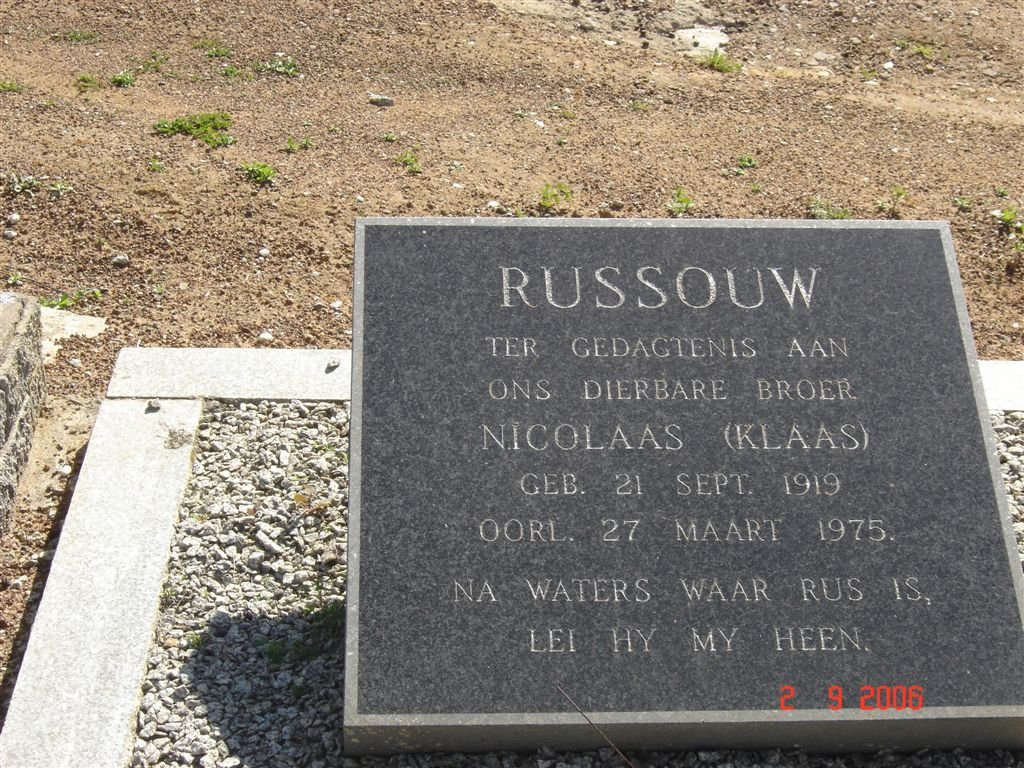 RUSSOUW
TER GEDAGTENIS AAN
ONS DIERBARE BROER
NICOLAAS (KLAAS)
GEB. 21 SEPT. 1919
OORL. 27 MAART 1975.
NA WATERS WAAR RUS IS,
LEI HY MY HEEN.
2 9 2006